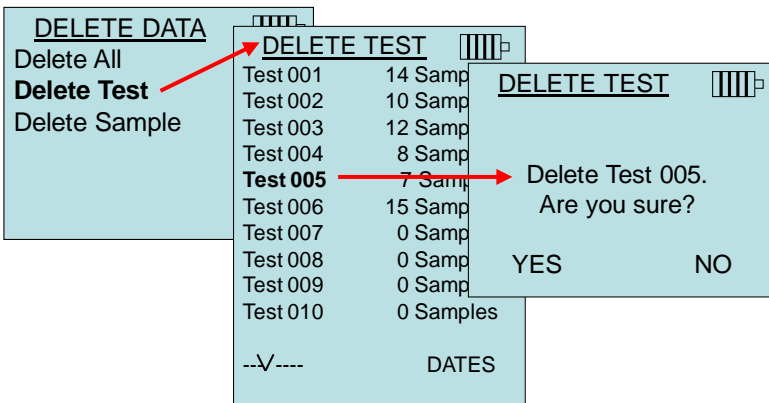 DELETE DATA
Delete All
Delete Test
Delete Sample
DELETE TEST
Test 001 14 Samp
Test 002 10 Samp
Test 003 12 Samp
Test 004 8 Samp
Test 005 7 Samp
Test 006 15 Samp
Test 007 0 Samp
Test 008 0 Samp
Test 009 0 Samp
Test 010 0 Samples
--\/---- DATES
DELETE TEST
Delete Test 005.
Are you sure?
YES NO